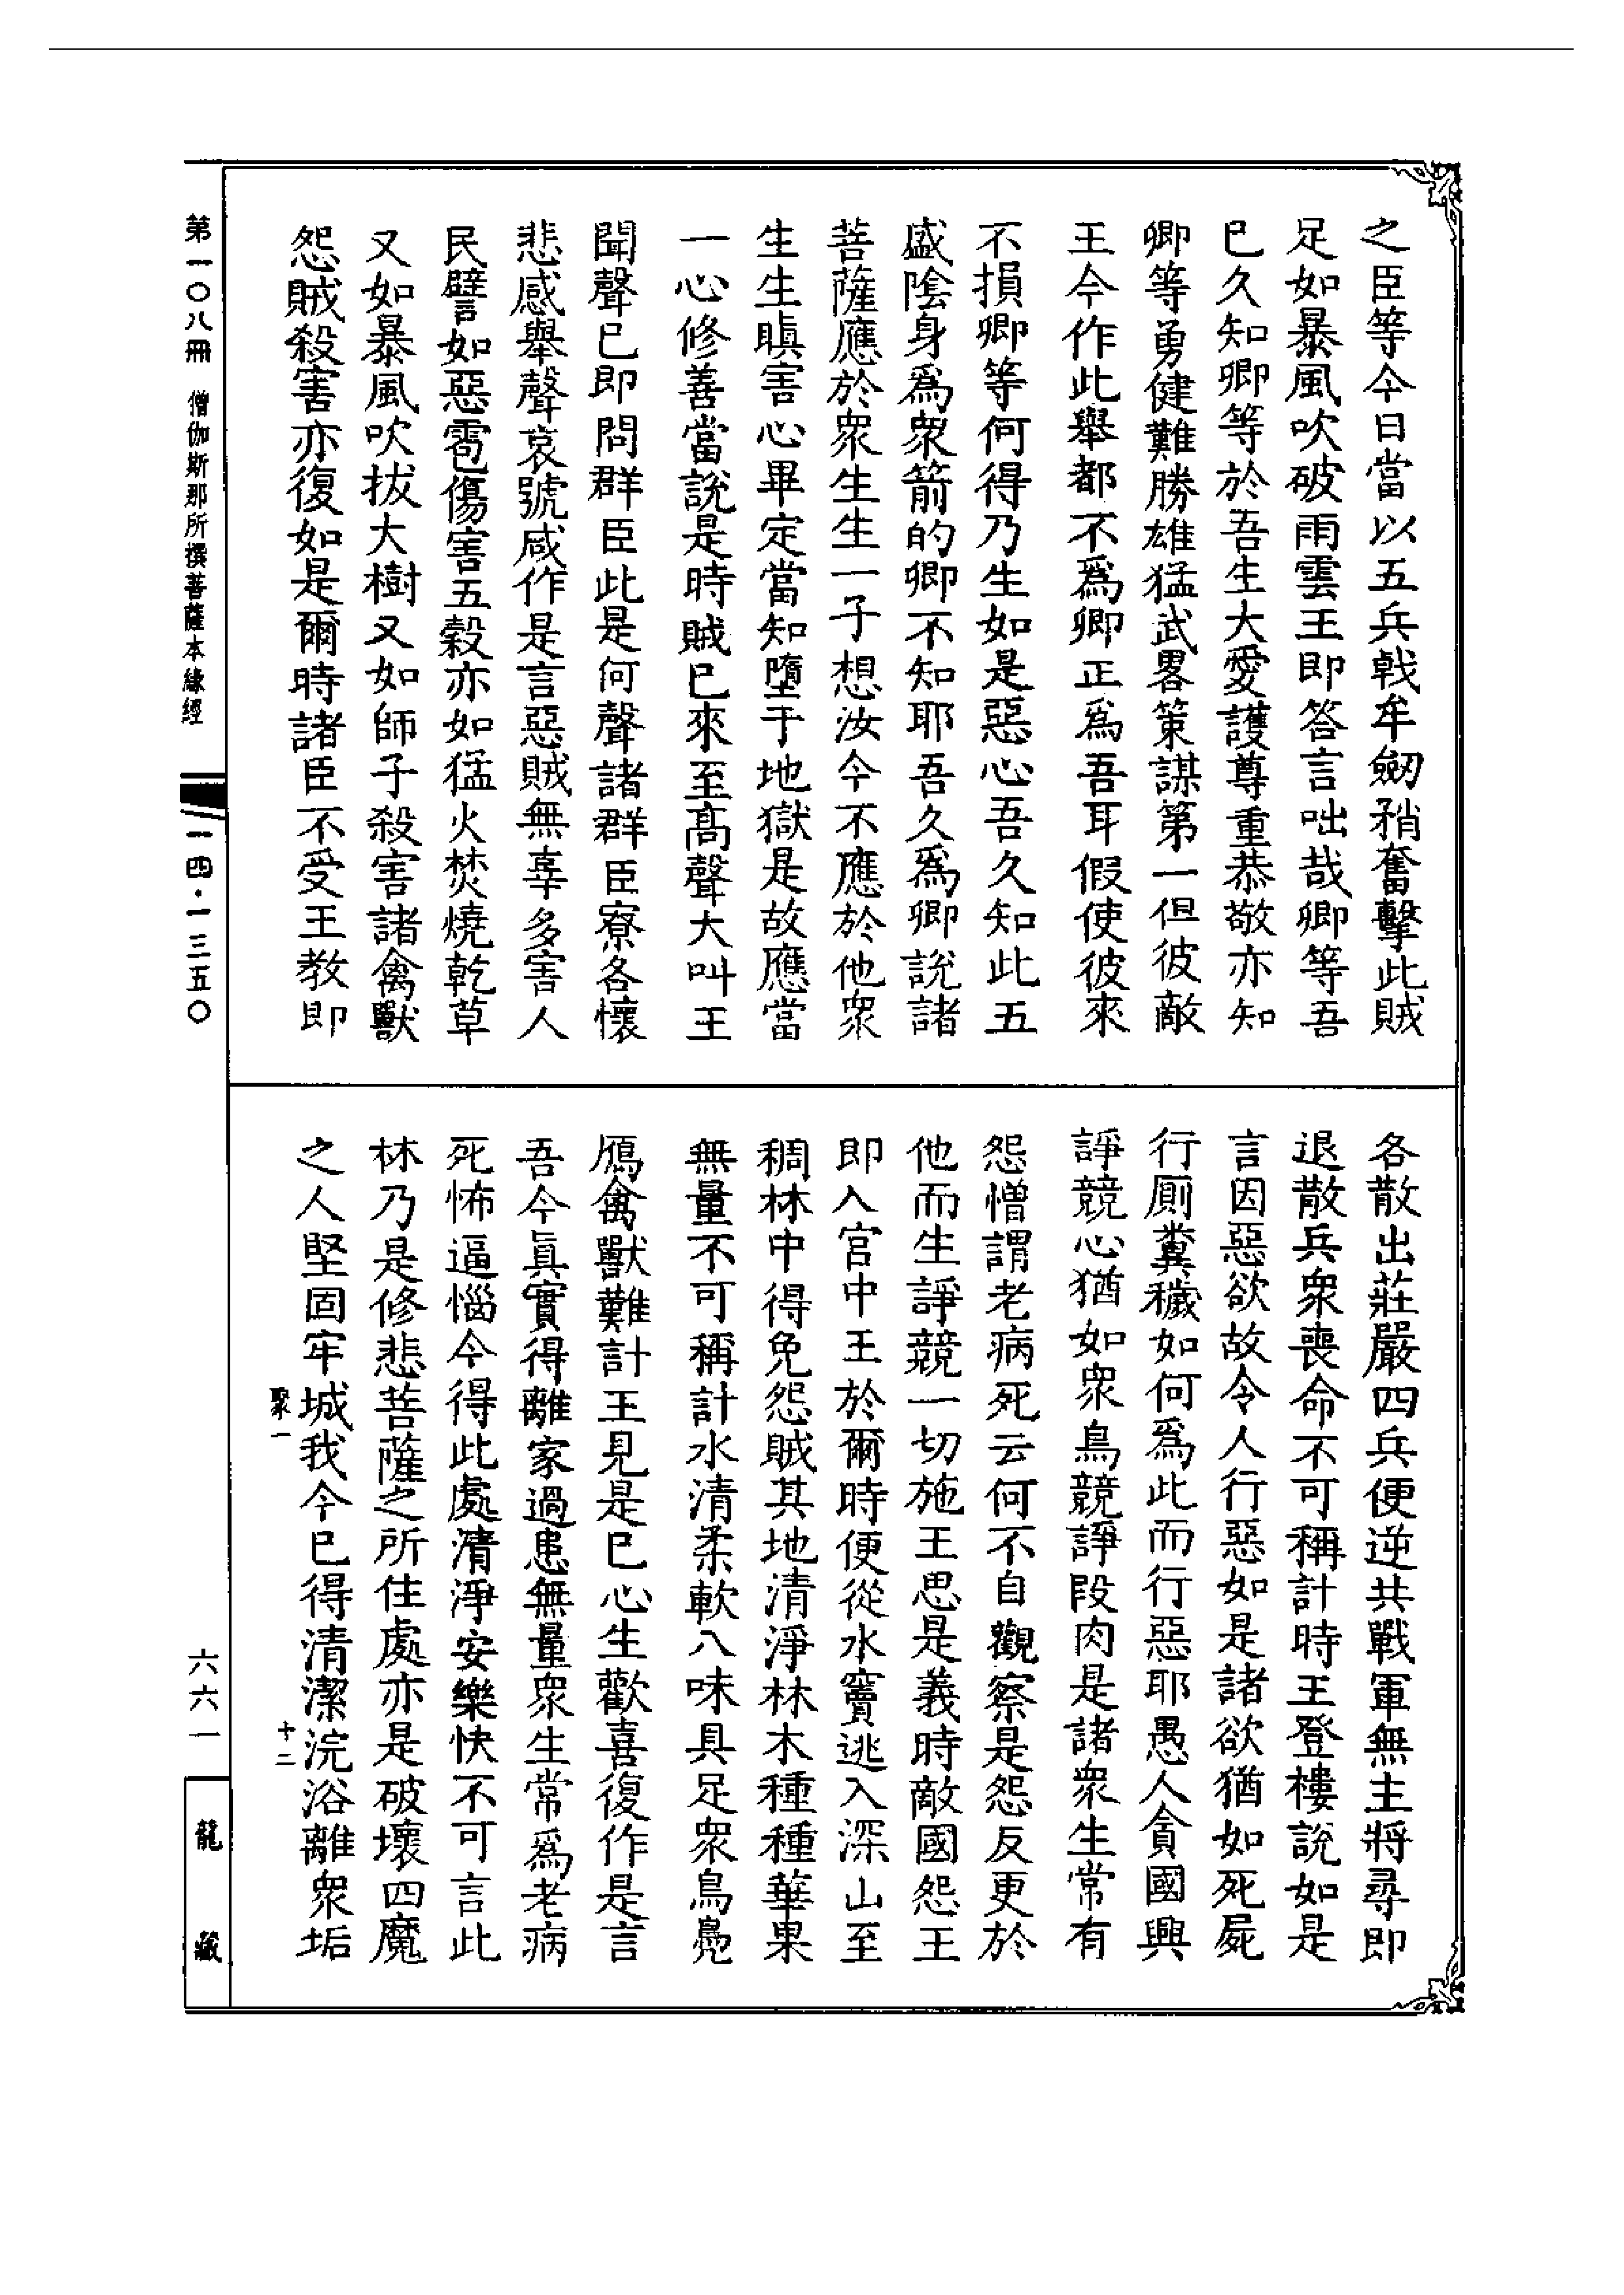 之臣等今日當以五兵戟牟劒矟奮擊此賊
足如暴風吹破雨雲王即答言咄哉卿等吾
已久知卿等於吾生大愛護尊重恭敬亦知
卿等勇健難勝雄猛武畧策謀第一但彼敵
王今作此舉都不爲卿正爲吾耳假使彼來
不損卿等何得乃生如是惡心吾久知此五
盛陰身爲衆箭的卿不知耶吾久爲卿說諸
菩薩應於衆生生一子想汝今不應於他衆
生生瞋害心畢定當知墮于地獄是故應當
一心修善當說是時賊已來至高聲大叫王
聞聲已即問群臣此是何聲諸群臣寮各懷
悲感舉聲哀號咸作是言惡賊無辜多害人
民譬如惡雹傷害五穀亦如猛火焚燒乾草
又如暴風吹拔大樹又如師子殺害諸禽獸
怨賊殺害亦復如是爾時諸臣不受王教即
各散出莊嚴四兵便逆共戰軍無主將尋即
退散兵衆喪命不可稱計時王登樓說如是
言因惡欲故令人行惡如是諸欲猶如死屍
行厠糞穢如何爲此而行惡耶愚人貪國興
諍競心猶如衆鳥競諍段肉是諸衆生常有
怨憎謂老病死云何不自觀察是怨反更於
他而生諍競一切施王思是義時敵國怨王
即入宮中王於爾時便從水竇逃入深山至
稠林中得免怨賊其地清淨林木種種華果
無量不可稱計水清柔軟八味具足衆鳥鳧
鴈禽獸難計王見是已心生歡喜復作是言
吾今眞實得離家過患無量衆生常爲老病
死怖逼惱今得此處清淨安樂快不可言此
林乃是修悲菩薩之所住處亦是破壞四魔
之人堅固牢城我今已得清潔浣浴離衆垢
聚一
十二
第一〇八冊 僧伽斯那所撰菩薩本緣經
一四·一三五〇
六六一
龍藏